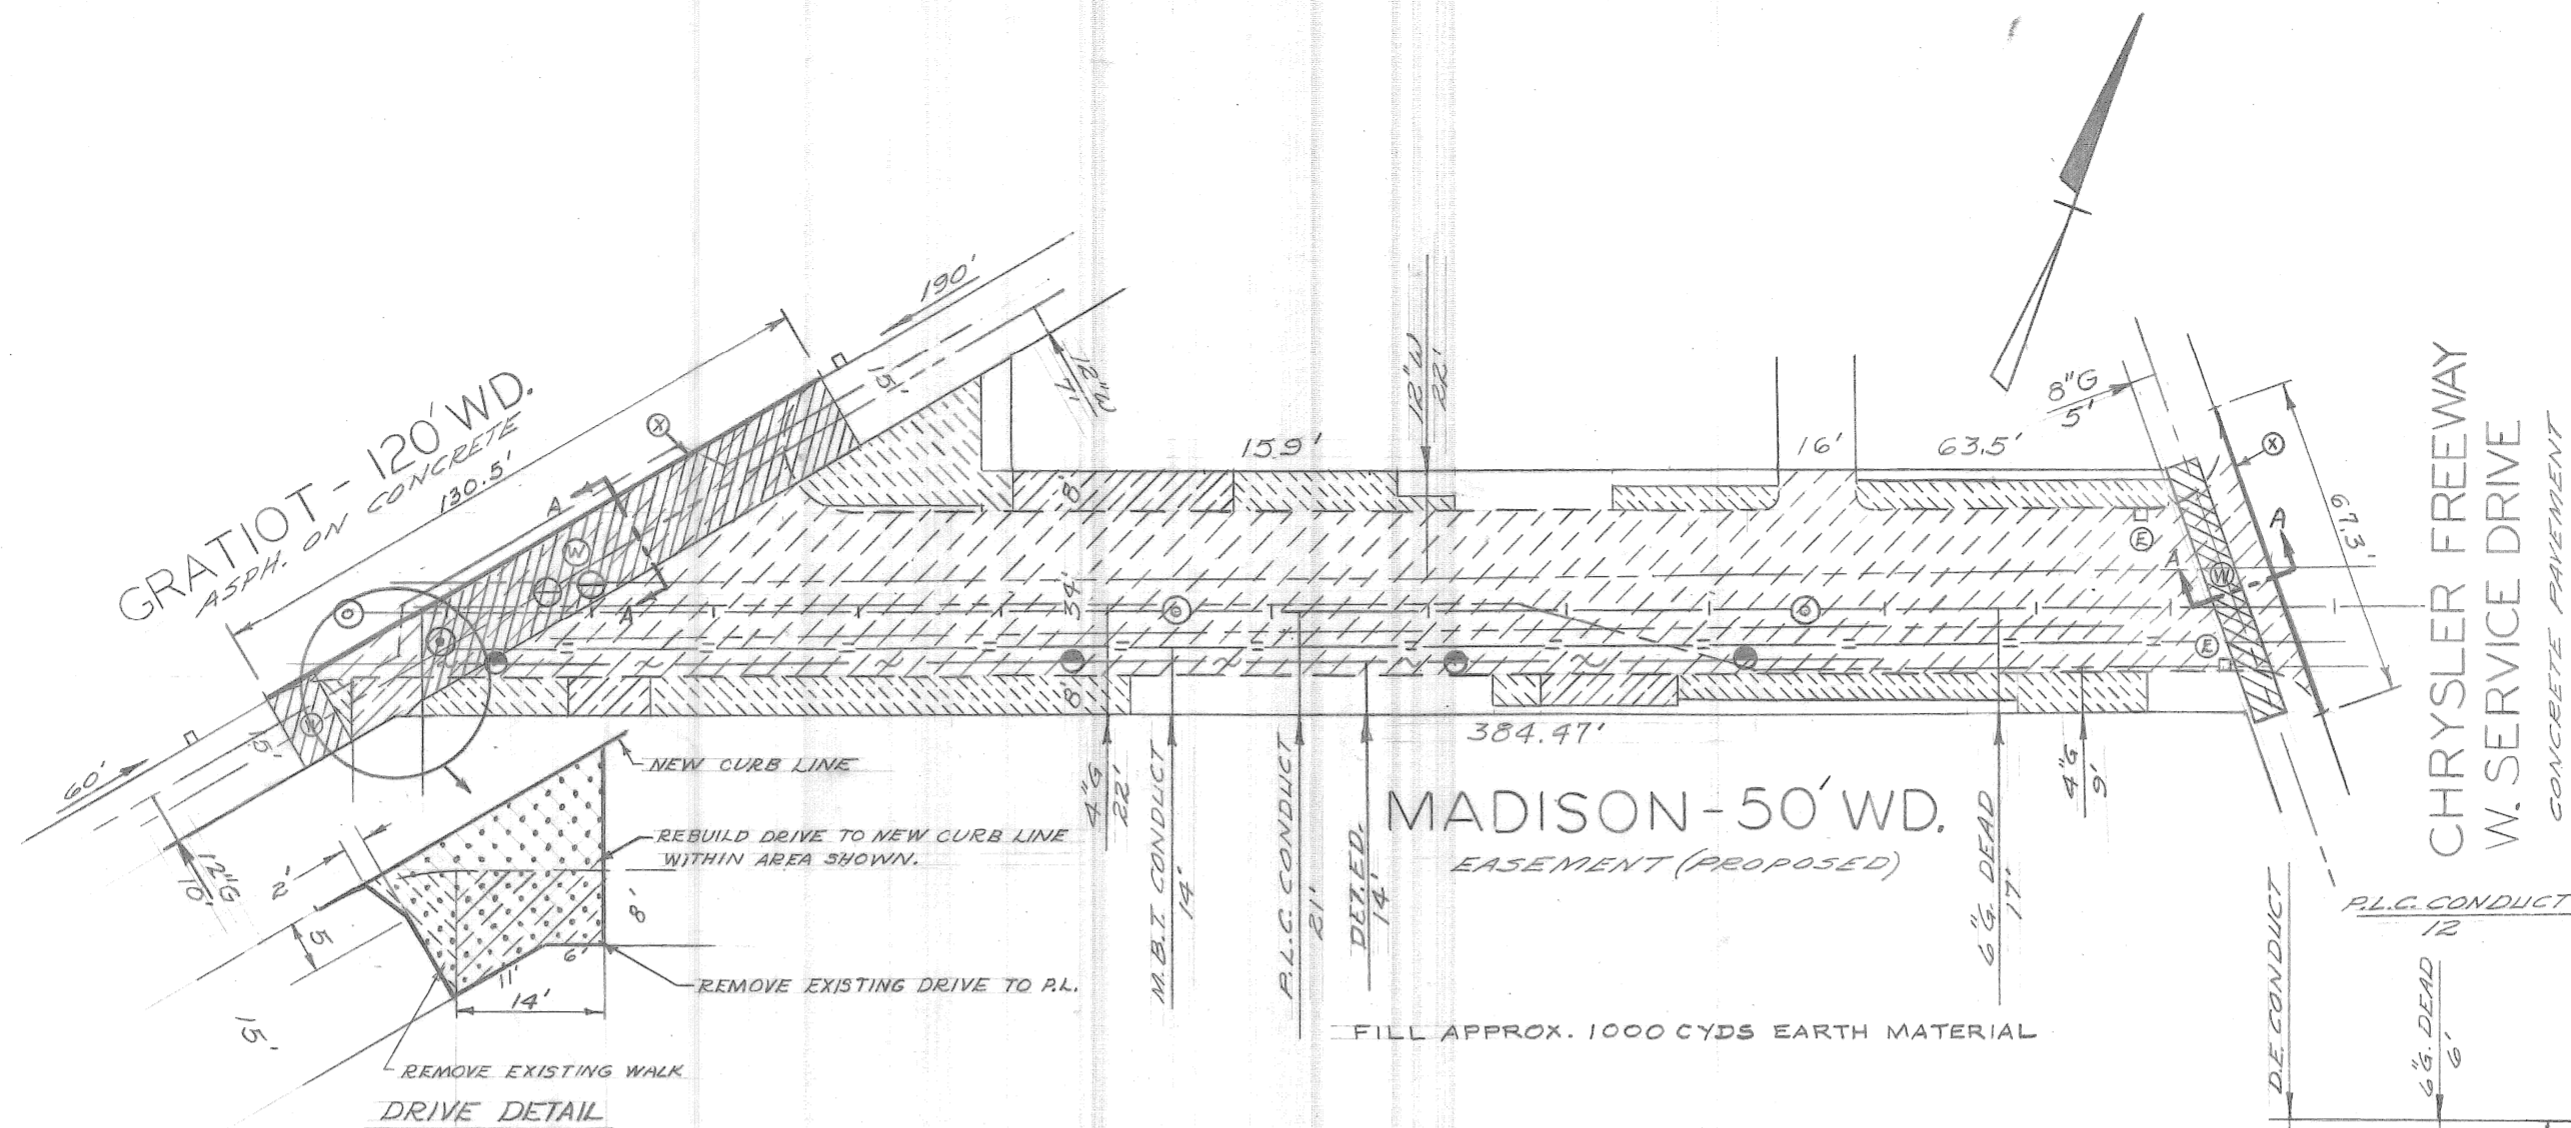 GRATIOT - 120' WD.
ASPH. ON CONCRETE
130.5'
190'
15'
12"W
7'
X
A
A
W
60'
15'
W
12"G
10'
159'
12"W
22'
16'
63.5'
8"G
5'
X
67.3'
A
A
W
E
E
8'
34'
8'
384.47'
CHRYSLER FREEWAY
W. SERVICE DRIVE
CONCRETE PAVEMENT
MADISON - 50' WD.
EASEMENT (PROPOSED)
4"G
22'
M.B.T. CONDUCT
14'
P.L.C. CONDUCT
21'
DET.ED.
14'
6"G. DEAD
17'
4"G
9'
P.L.C. CONDUCT
12
D.E. CONDUCT
6"G. DEAD
6'
FILL APPROX. 1000 CYDS EARTH MATERIAL
NEW CURB LINE
REBUILD DRIVE TO NEW CURB LINE
WITHIN AREA SHOWN.
REMOVE EXISTING DRIVE TO P.L.
REMOVE EXISTING WALK
2'
5'
15'
8'
6'
11'
14'
DRIVE DETAIL